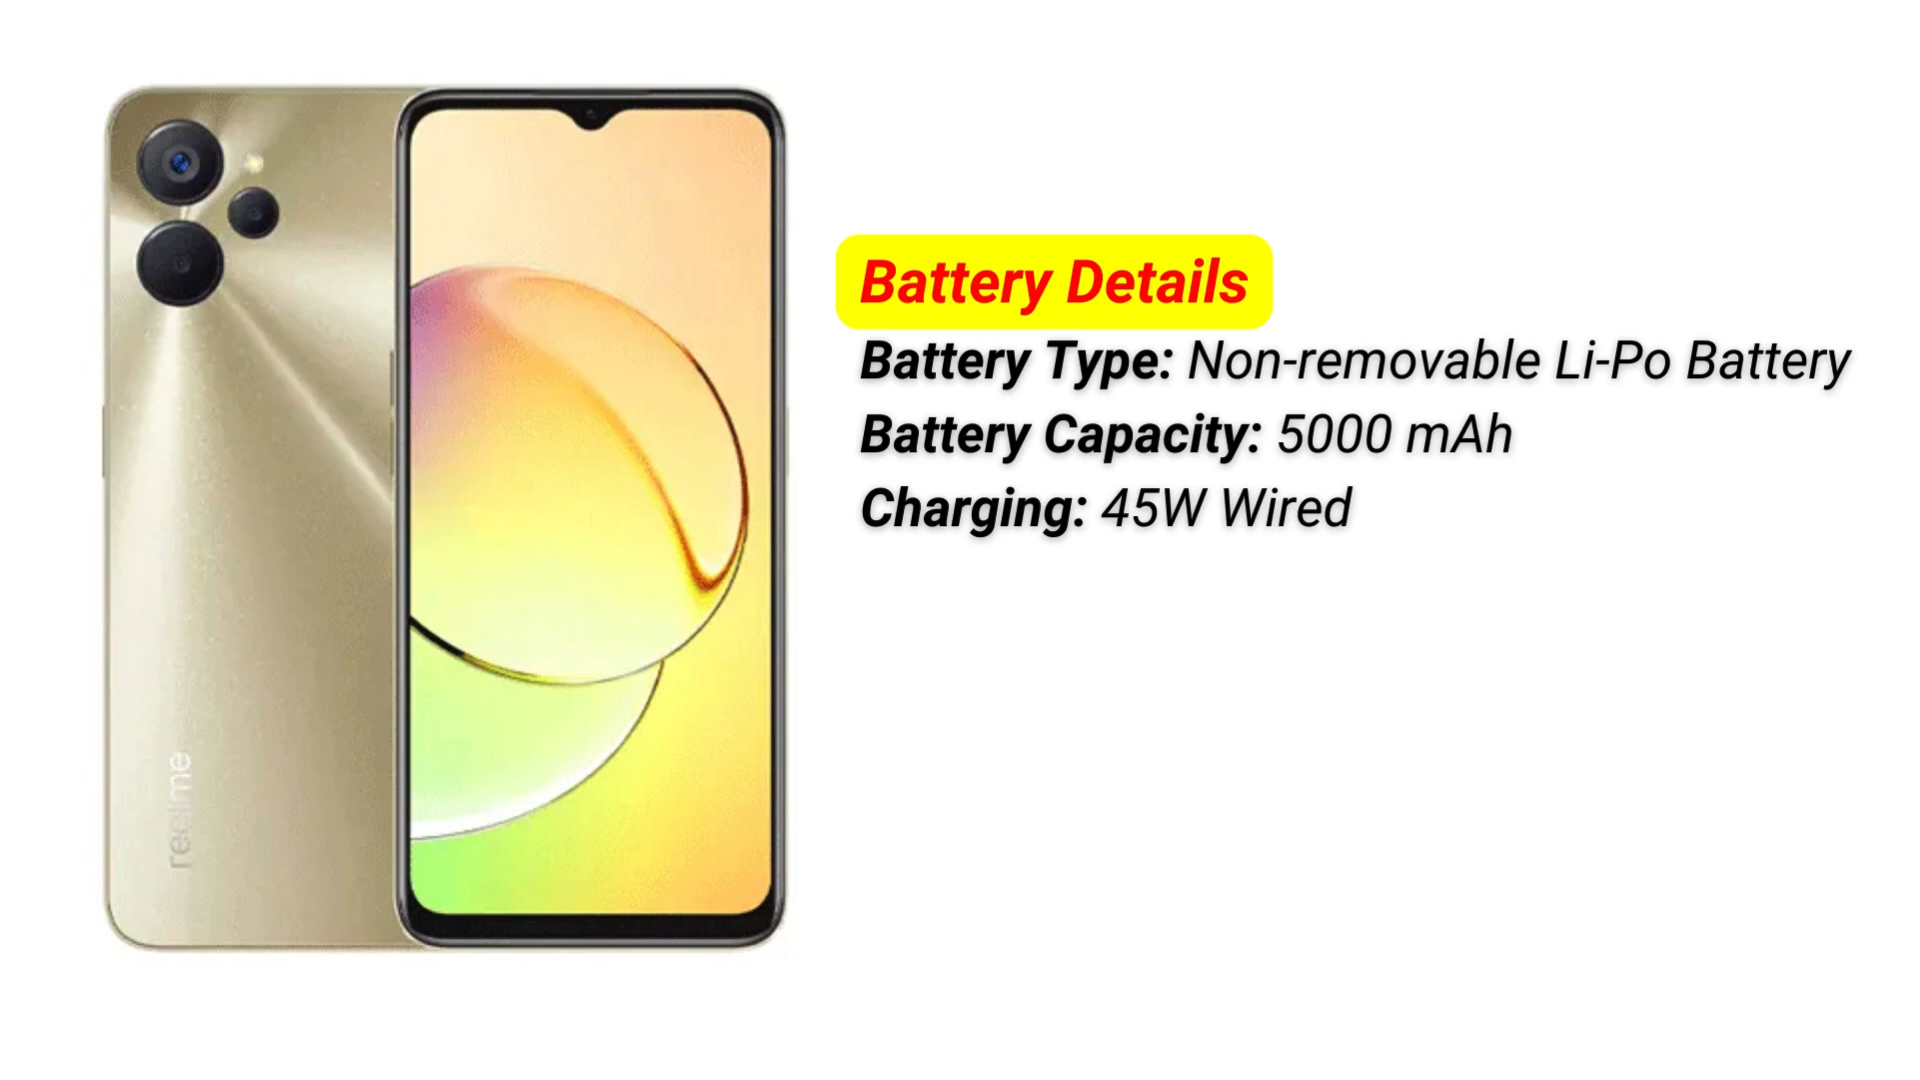 Battery Details
Battery Type: Non-removable Li-Po Battery
Battery Capacity: 5000 mAh
Charging: 45W Wired
realme